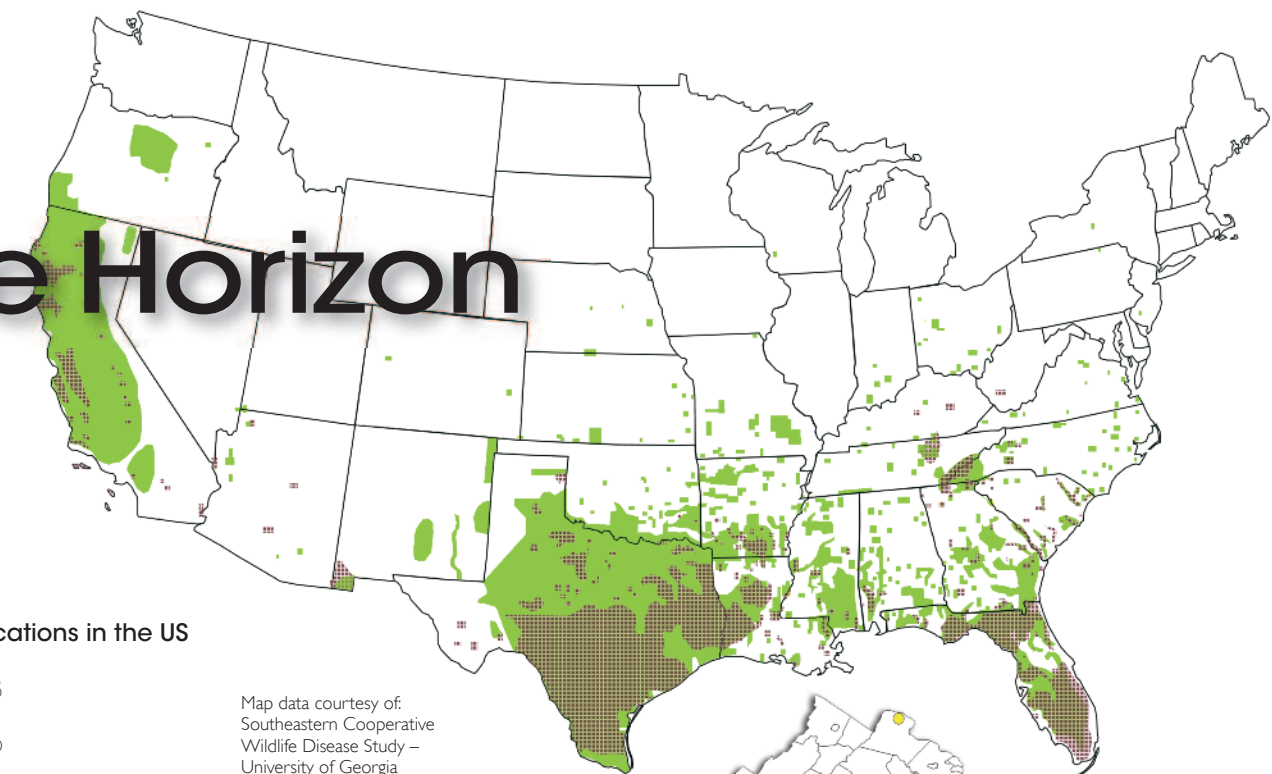 e Horizon
cations in the US
Map data courtesy of:
Southeastern Cooperative
Wildlife Disease Study –
University of Georgia